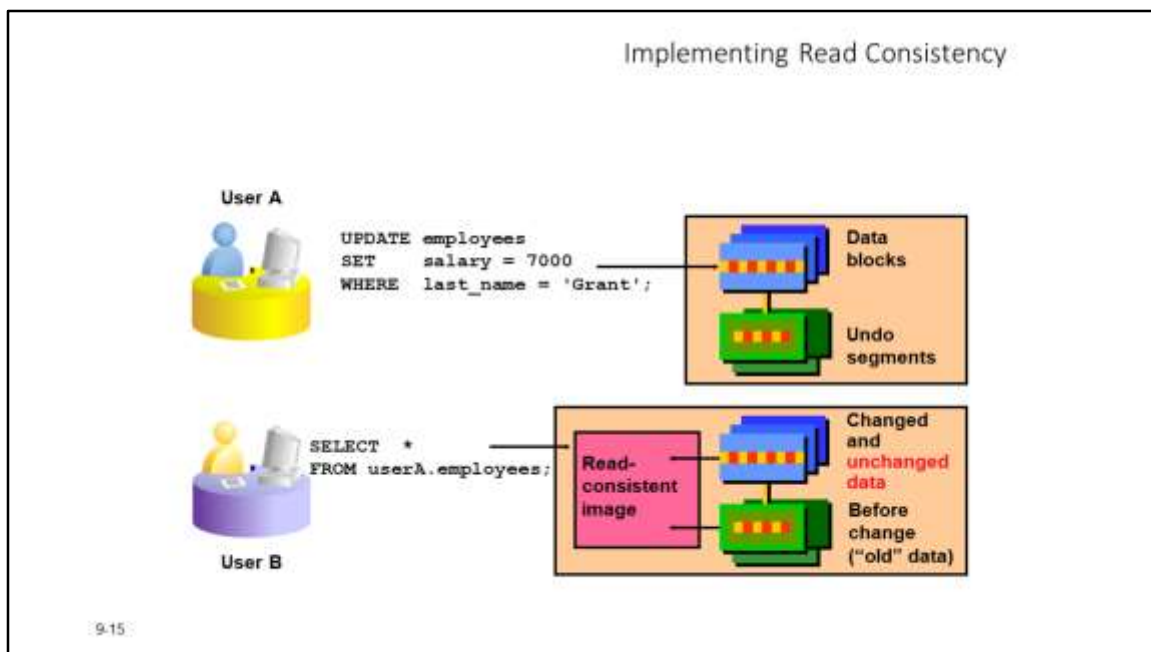 Implementing Read Consistency
User A
UPDATE employees
SET salary = 7000
WHERE last_name = 'Grant';
Data
blocks
Undo
segments
User B
SELECT *
FROM userA.employees;
Read-
consistent
image
Changed
and
unchanged
data
Before
change
(“old” data)
9-15